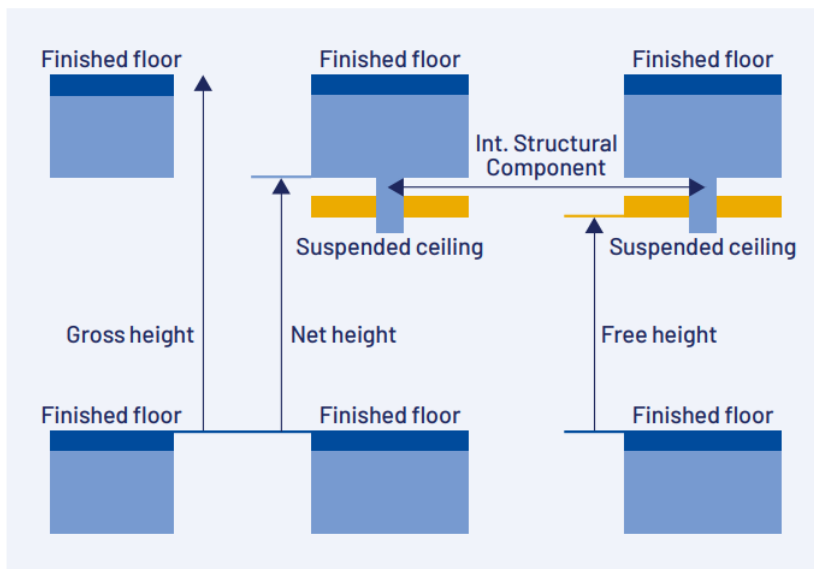 Finished floor
Finished floor
Finished floor
Int. Structural
Component
Suspended ceiling
Suspended ceiling
Gross height
Net height
Free height
Finished floor
Finished floor
Finished floor